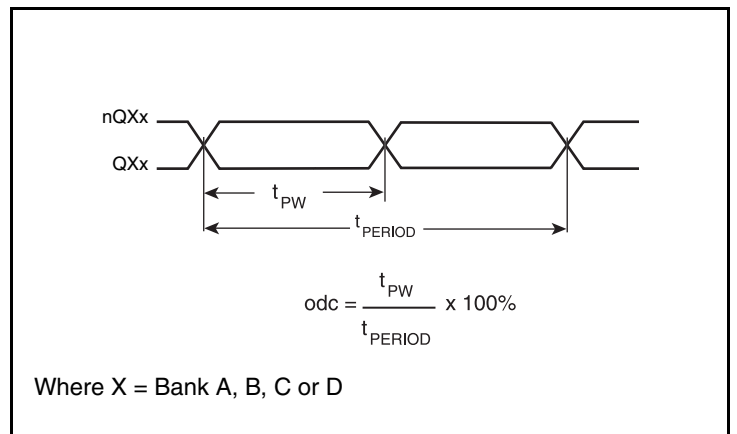 nQXx
QXx
tPW
tPERIOD
odc = tPW / tPERIOD x 100%
Where X = Bank A, B, C or D